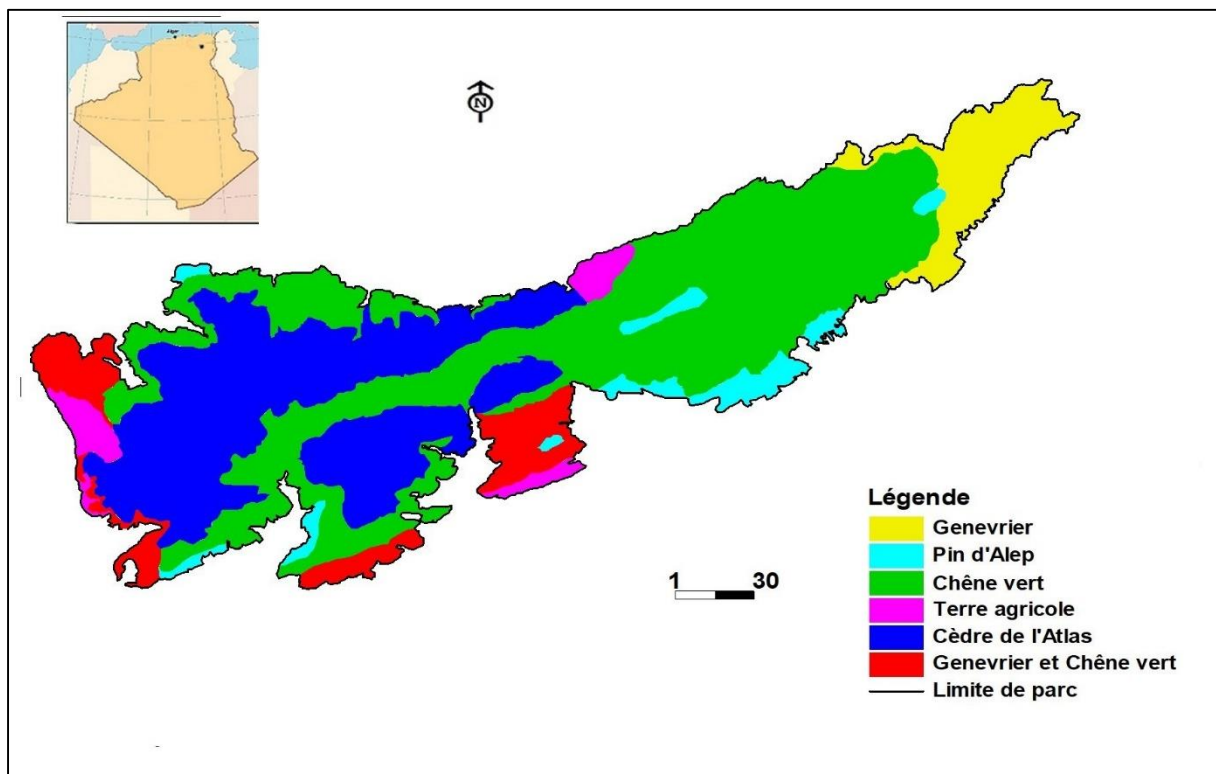 Alger
N
1 30
Légende
Genevrier
Pin d'Alep
Chêne vert
Terre agricole
Cèdre de l'Atlas
Genevrier et Chêne vert
Limite de parc